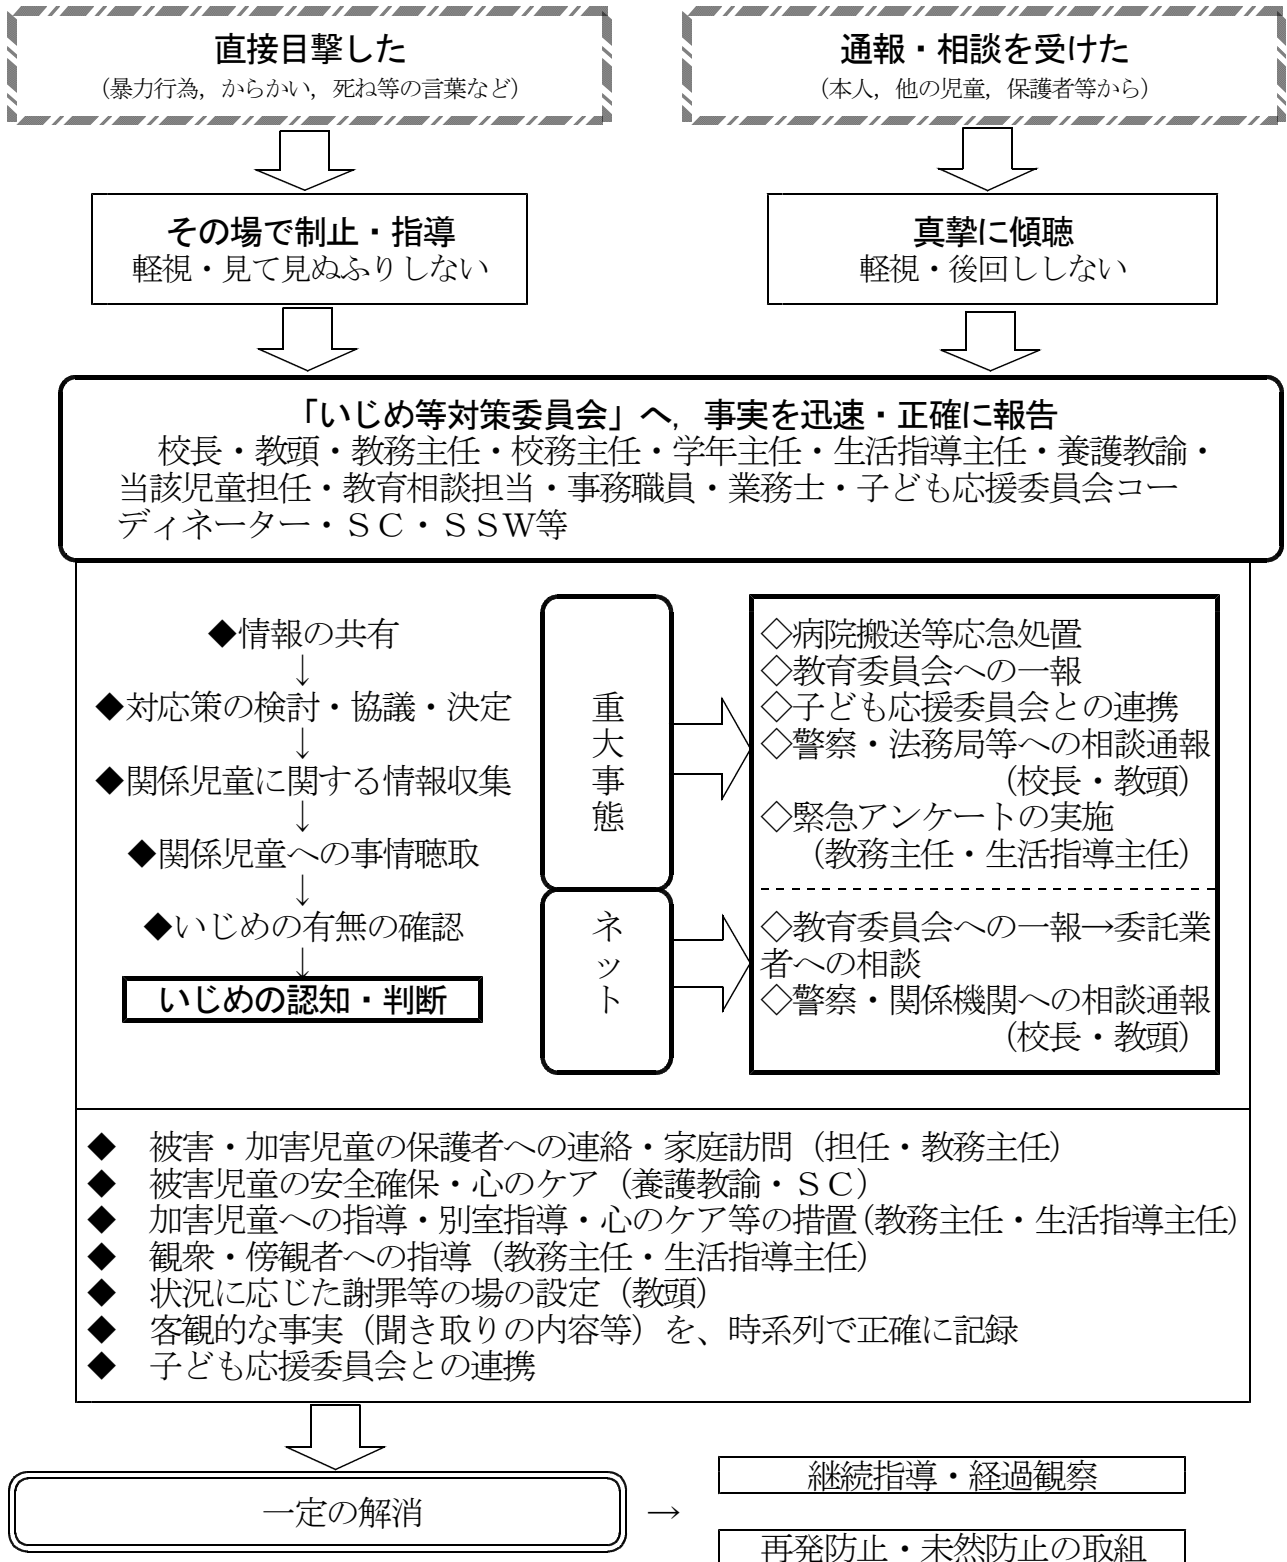 直接目撃した
（暴力行為，からかい，死ね等の言葉など）
通報・相談を受けた
（本人，他の児童，保護者等から）
その場で制止・指導
軽視・見て見ぬふりしない
真摯に傾聴
軽視・後回ししない
「いじめ等対策委員会」へ，事実を迅速・正確に報告
校長・教頭・教務主任・校務主任・学年主任・生活指導主任・養護教諭・
当該児童担任・教育相談担当・事務職員・業務士・子ども応援委員会コー
ディネーター・ＳＣ・ＳＳＷ等
◆情報の共有
↓
◆対応策の検討・協議・決定
↓
◆関係児童に関する情報収集
↓
◆関係児童への事情聴取
↓
◆いじめの有無の確認
↓
いじめの認知・判断
重大事態
◇病院搬送等応急処置
◇教育委員会への一報
◇子ども応援委員会との連携
◇警察・法務局等への相談通報
（校長・教頭）
◇緊急アンケートの実施
（教務主任・生活指導主任）
ネット
◇教育委員会への一報→委託業
者への相談
◇警察・関係機関への相談通報
（校長・教頭）
◆　被害・加害児童の保護者への連絡・家庭訪問（担任・教務主任）
◆　被害児童の安全確保・心のケア（養護教諭・ＳＣ）
◆　加害児童への指導・別室指導・心のケア等の措置（教務主任・生活指導主任）
◆　観衆・傍観者への指導（教務主任・生活指導主任）
◆　状況に応じた謝罪等の場の設定（教頭）
◆　客観的な事実（聞き取りの内容等）を、時系列で正確に記録
◆　子ども応援委員会との連携
一定の解消
→
継続指導・経過観察
再発防止・未然防止の取組